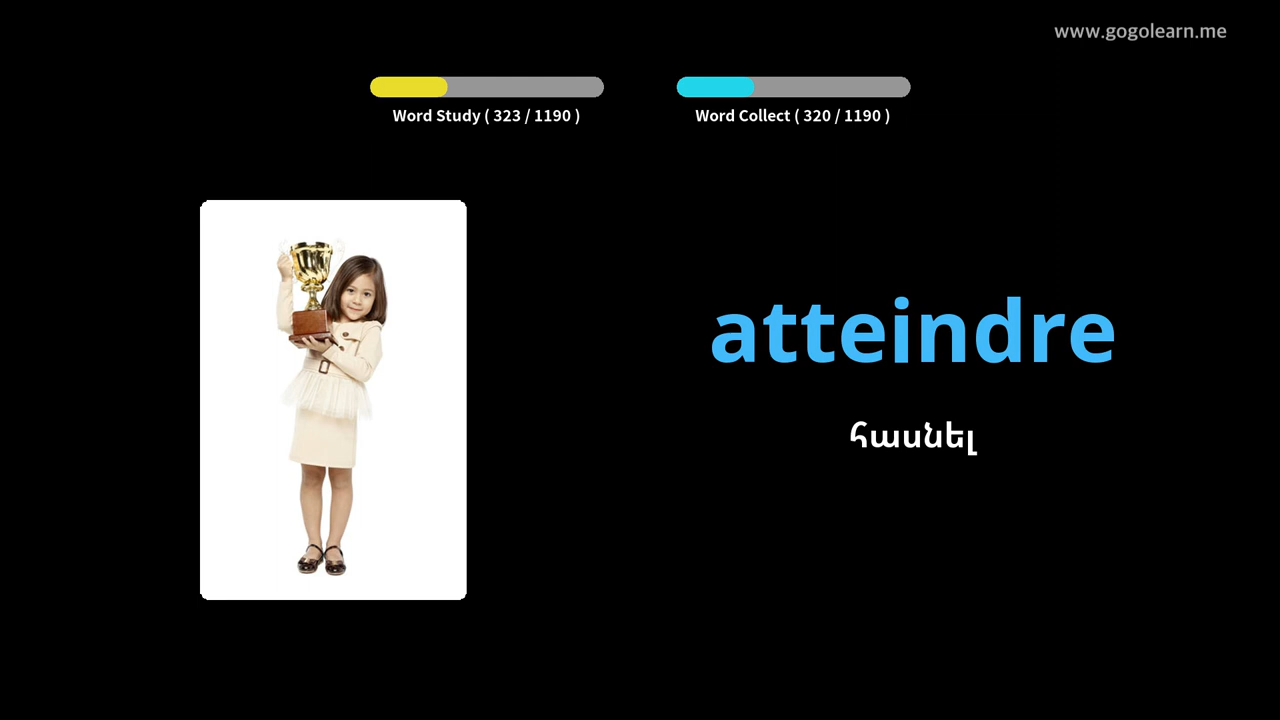 www.gogolearn.me
Word Study ( 323 / 1190 )
Word Collect ( 320 / 1190 )
atteindre
հասնել